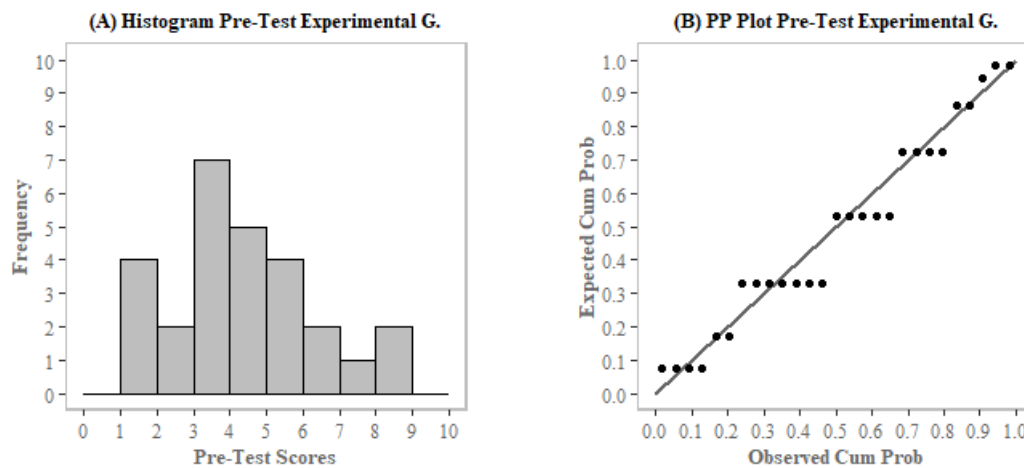 (A) Histogram Pre-Test Experimental G.
Frequency
10
9
8
7
6
5
4
3
2
1
0
0 1 2 3 4 5 6 7 8 9 10
Pre-Test Scores
(B) PP Plot Pre-Test Experimental G.
Expected Cum Prob
1.0
0.9
0.8
0.7
0.6
0.5
0.4
0.3
0.2
0.1
0.0
0.0 0.1 0.2 0.3 0.4 0.5 0.6 0.7 0.8 0.9 1.0
Observed Cum Prob